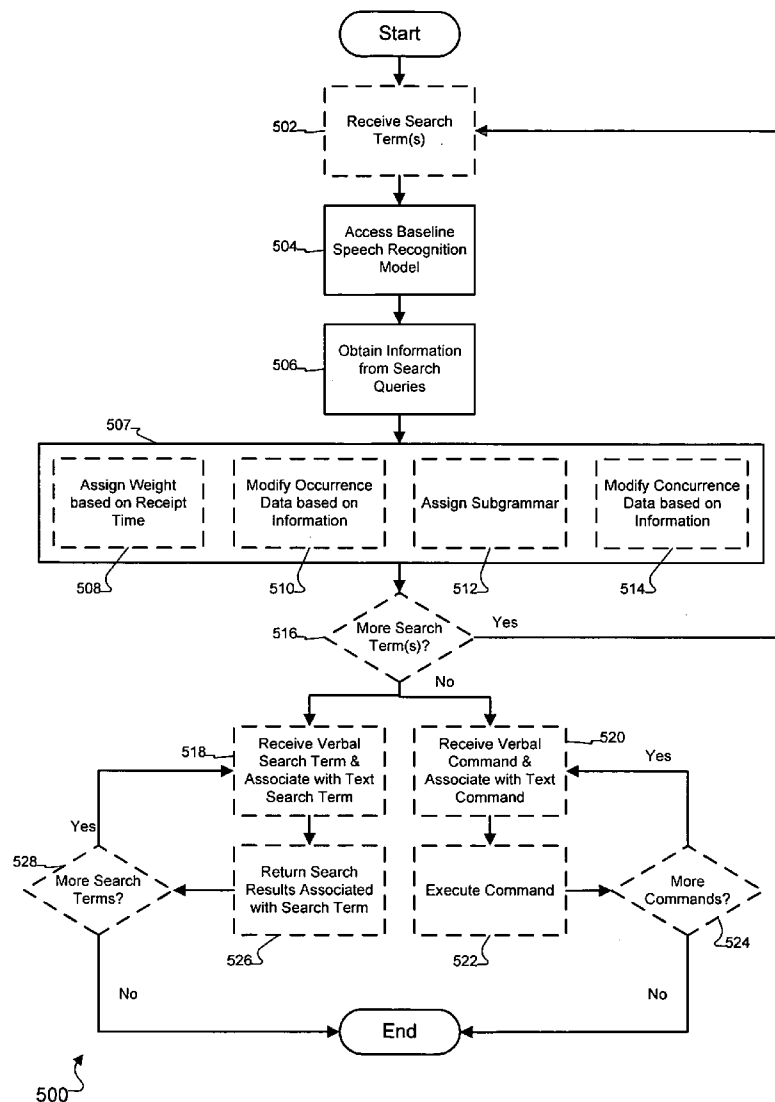 Start
502
Receive Search
Term(s)
504
Access Baseline
Speech Recognition
Model
506
Obtain Information
from Search
Queries
507
Assign Weight
based on Receipt
Time
508
Modify Occurrence
Data based on
Information
510
Assign Subgrammar
512
Modify Concurrence
Data based on
Information
514
516
More Search
Term(s)?
Yes
No
518
Receive Verbal
Search Term &
Associate with Text
Search Term
520
Receive Verbal
Command &
Associate with Text
Command
Yes
Yes
528
More Search
Terms?
Return Search
Results Associated
with Search Term
526
Execute Command
522
More
Commands?
524
No
No
End
500